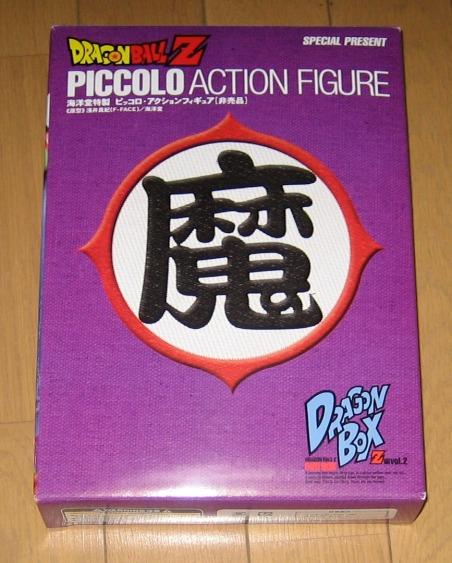 DRAGONBALL Z
SPECIAL PRESENT
PICCOLO ACTION FIGURE
海洋堂特製 ピッコロ・アクションフィギュア[非売品]
《原型》浅井真紀(F-FACE)/海洋堂
魔
DRAGON
BOX
Z vol.2
WARNING